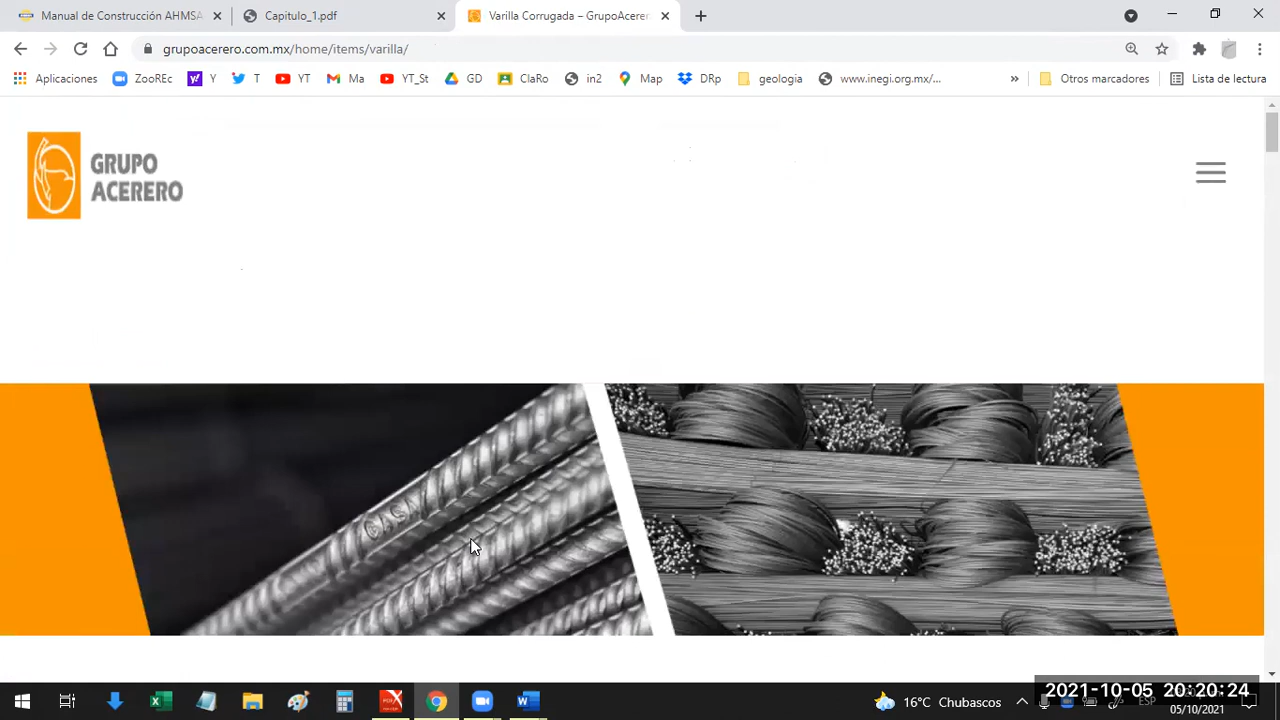 Manual de Construcción AHMSA
Capitulo_1.pdf
Varilla Corrugada – GrupoAcerer
grupoacerero.com.mx/home/items/varilla/
Aplicaciones
ZooREc
Y
T
YT
Ma
YT_St
GD
ClaRo
in2
Map
DRp
geologia
www.inegi.org.mx/...
»
Otros marcadores
Lista de lectura
GRUPO
ACERERO
GASA
16°C Chubascos
ESP
2021-10-05 20:20:24
05/10/2021